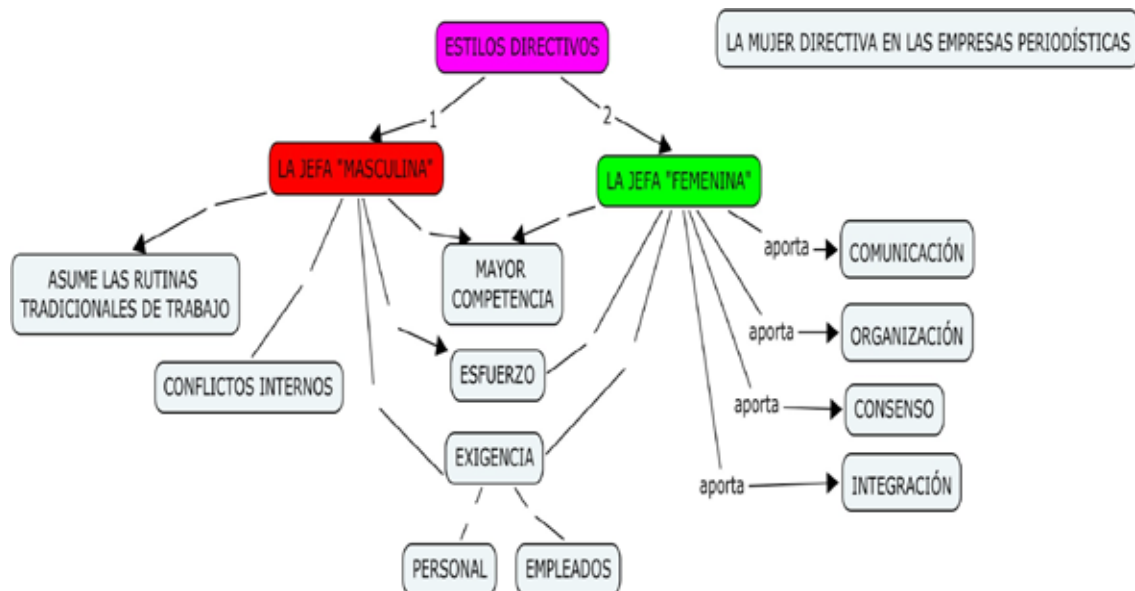 ESTILOS DIRECTIVOS
LA MUJER DIRECTIVA EN LAS EMPRESAS PERIODÍSTICAS
1
2
LA JEFA "MASCULINA"
LA JEFA "FEMENINA"
ASUME LAS RUTINAS
TRADICIONALES DE TRABAJO
MAYOR
COMPETENCIA
aporta
COMUNICACIÓN
aporta
ORGANIZACIÓN
CONFLICTOS INTERNOS
ESFUERZO
aporta
CONSENSO
EXIGENCIA
aporta
INTEGRACIÓN
PERSONAL
EMPLEADOS